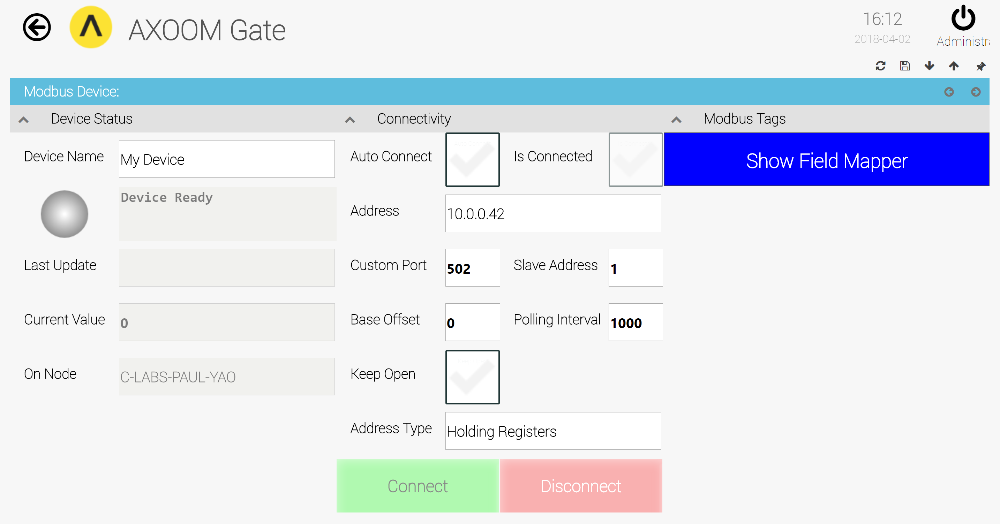 AXOOM Gate
16:12
2018-04-02
Administra
Modbus Device:
Device Status
Connectivity
Modbus Tags
Device Name
My Device
Auto Connect
Is Connected
Show Field Mapper
Device Ready
Address
10.0.0.42
Last Update
Custom Port
502
Slave Address
1
Current Value
0
Base Offset
0
Polling Interval
1000
On Node
C-LABS-PAUL-YAO
Keep Open
Address Type
Holding Registers
Connect
Disconnect